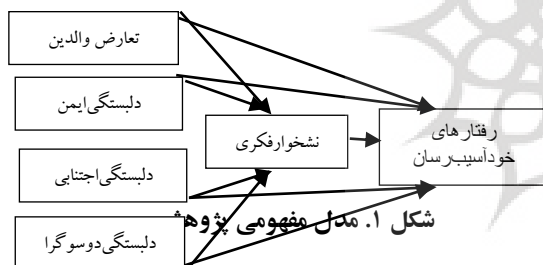 تعارض والدین
دلبستگی‌ایمن
نشخوارفکری
رفتارهای
خودآسیب‌رسان
دلبستگی‌اجتنابی
دلبستگی‌دوسوگرا
شکل ۱. مدل مفهومی پژوهش